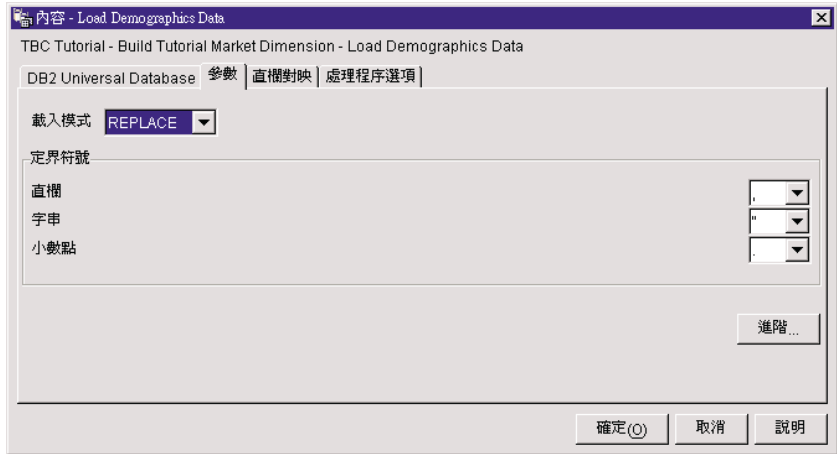 內容 - Load Demographics Data
TBC Tutorial - Build Tutorial Market Dimension - Load Demographics Data
DB2 Universal Database 參數 直欄對映 處理程序選項
載入模式 REPLACE
定界符號
直欄 ,
字串 "
小數點 .
進階...
確定(O) 取消 說明